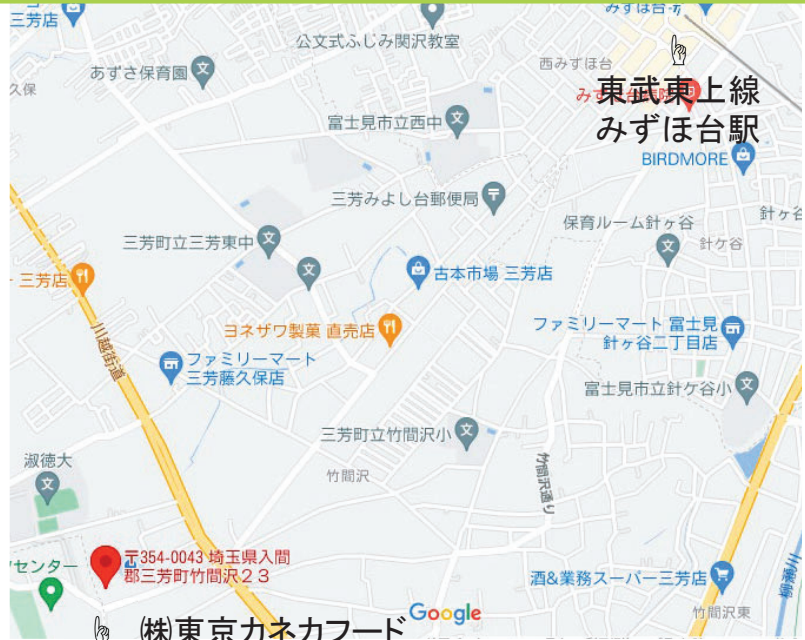 三芳店
みずほ台
公文式ふじみ関沢教室
あずさ保育園
西みずほ台
久保
東武東上線
みずほ台駅
富士見市立西中
BIRDMORE
三芳みよし台郵便局
保育ルーム針ケ谷
針ケ谷
三芳町立三芳東中
古本市場 三芳店
三芳店
川越街道
ヨネザワ製菓 直売店
ファミリーマート 富士見
針ケ谷二丁目店
ファミリーマート
三芳藤久保店
富士見市立針ケ谷小
三芳町立竹間沢小
淑徳大
竹間沢
竹間沢通り
〒354-0043 埼玉県入間
郡三芳町竹間沢23
センター
酒&業務スーパー三芳店
Google
竹間沢東
㈱東京カネカフード